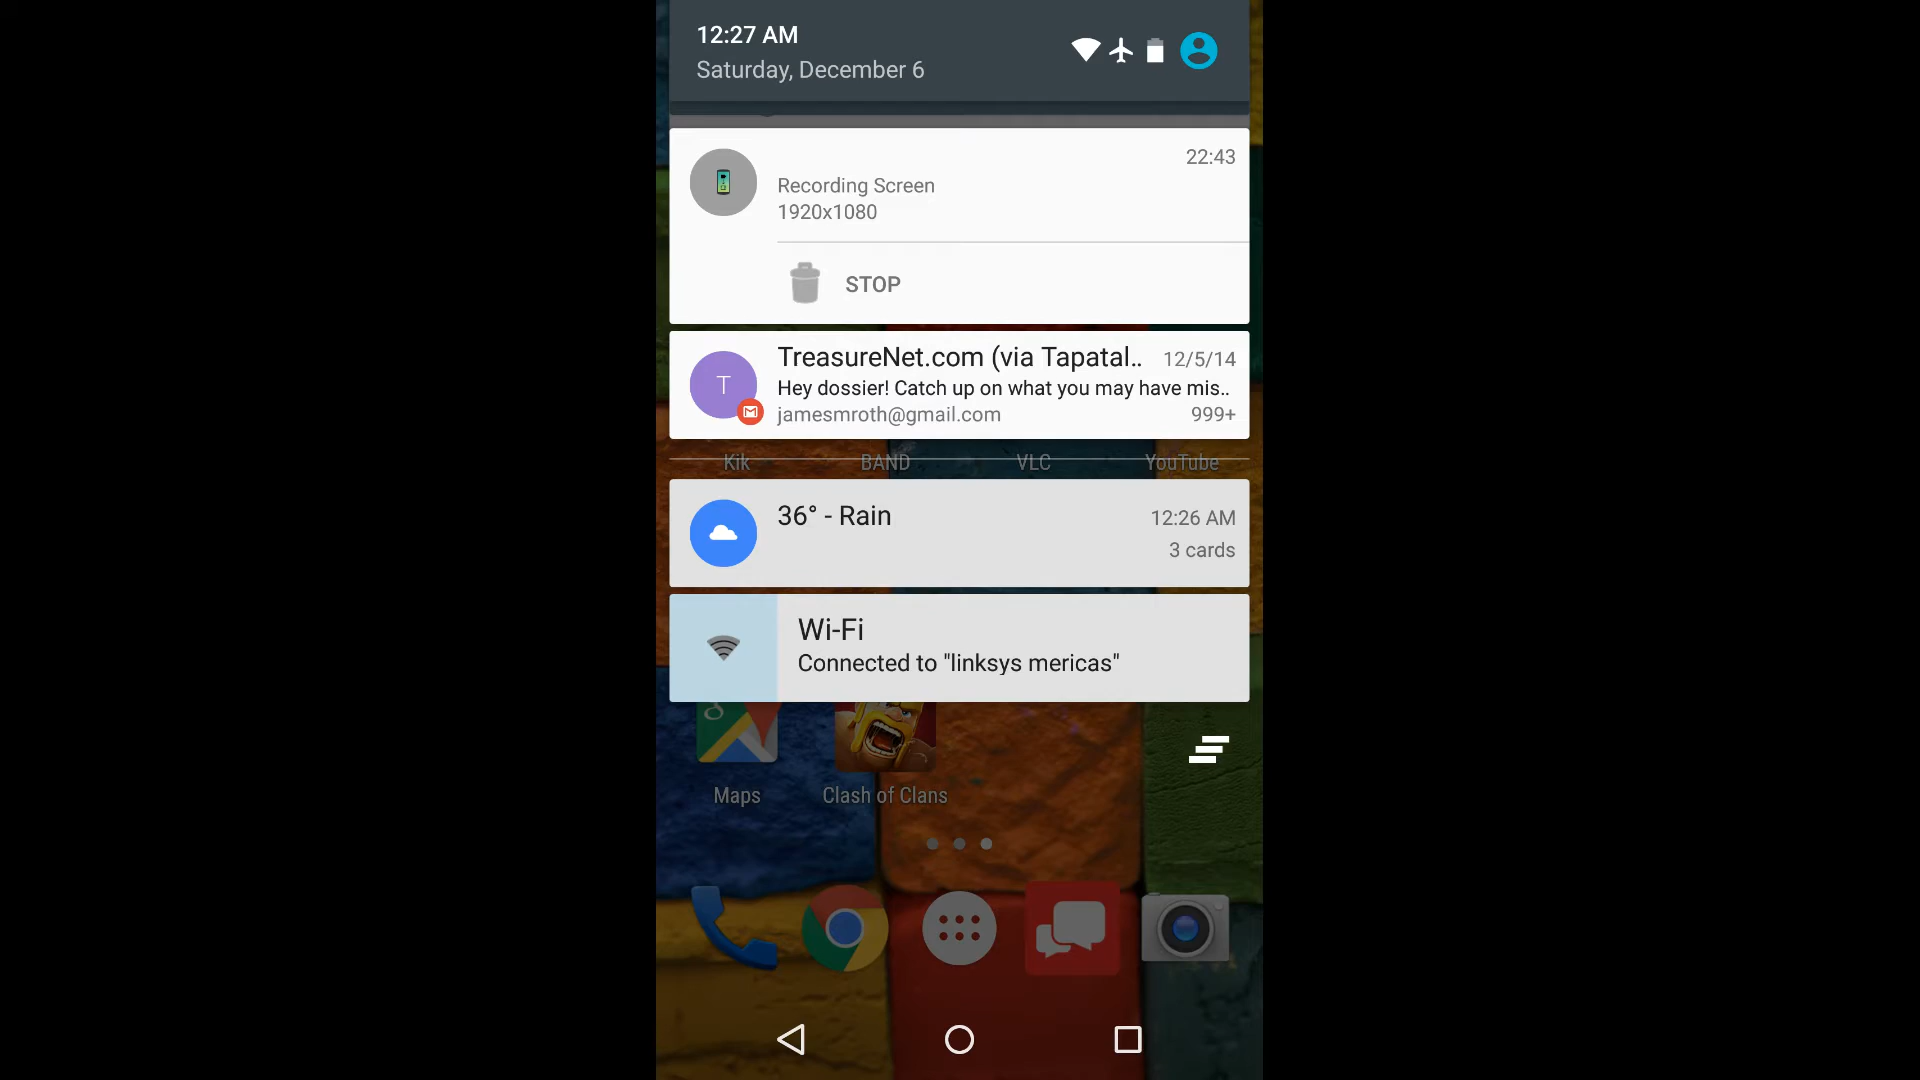 12:27 AM
Saturday, December 6
22:43
Recording Screen
1920x1080
STOP
T
TreasureNet.com (via Tapatal.. 12/5/14
Hey dossier! Catch up on what you may have mis..
jamesmroth@gmail.com 999+
Kik BAND VLC YouTube
36° - Rain 12:26 AM
3 cards
Wi-Fi
Connected to "linksys mericas"
g
Maps Clash of Clans